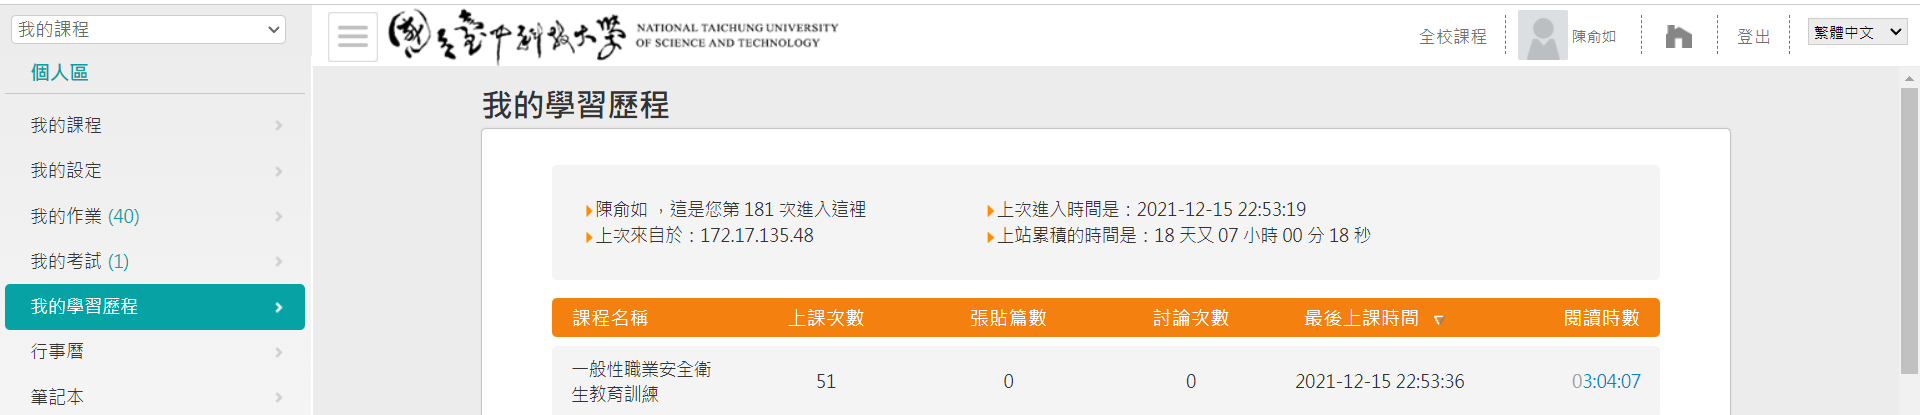 我的課程
個人區
我的課程
我的設定
我的作業 (40)
我的考試 (1)
我的學習歷程
行事曆
筆記本
國立臺中科技大學
NATIONAL TAICHUNG UNIVERSITY
OF SCIENCE AND TECHNOLOGY
全校課程
陳俞如
登出
繁體中文
我的學習歷程
陳俞如 ，這是您第 181 次進入這裡
上次進入時間是：2021-12-15 22:53:19
上次來自於：172.17.135.48
上站累積的時間是：18 天又 07 小時 00 分 18 秒
課程名稱 上課次數 張貼篇數 討論次數 最後上課時間 閱讀時數
一般性職業安全衛
生教育訓練
51 0 0 2021-12-15 22:53:36 03:04:07